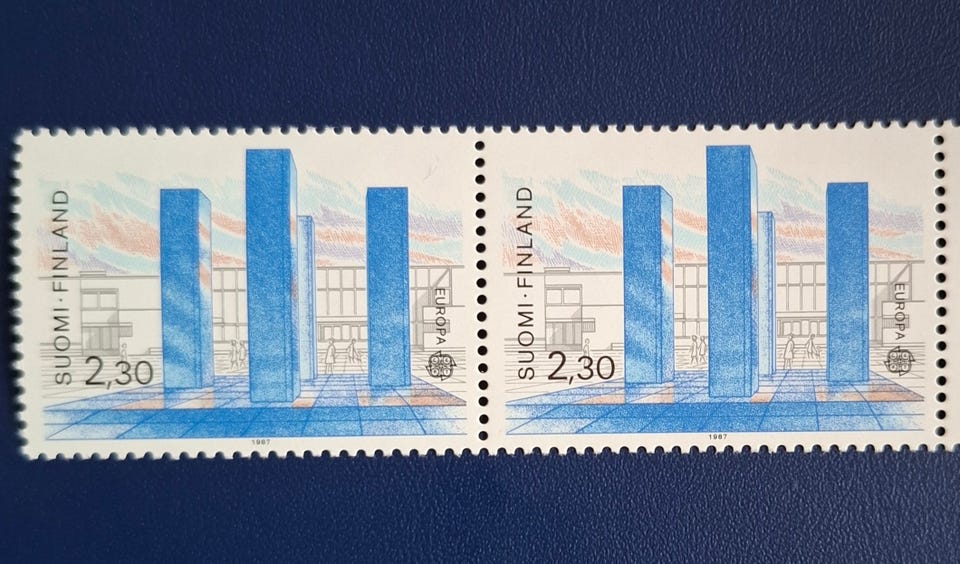 SUOMI·FINLAND
2,30
EUROPA
1987
SUOMI·FINLAND
2,30
EUROPA
1987